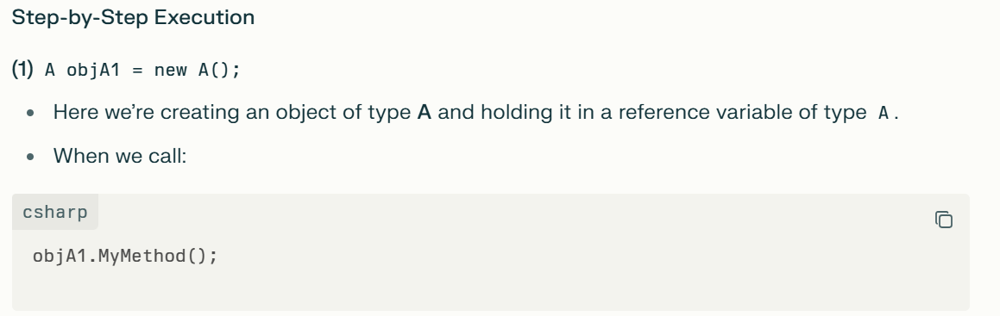 Step-by-Step Execution
(1) A objA1 = new A();
• Here we’re creating an object of type A and holding it in a reference variable of type A.
• When we call:
csharp
objA1.MyMethod();